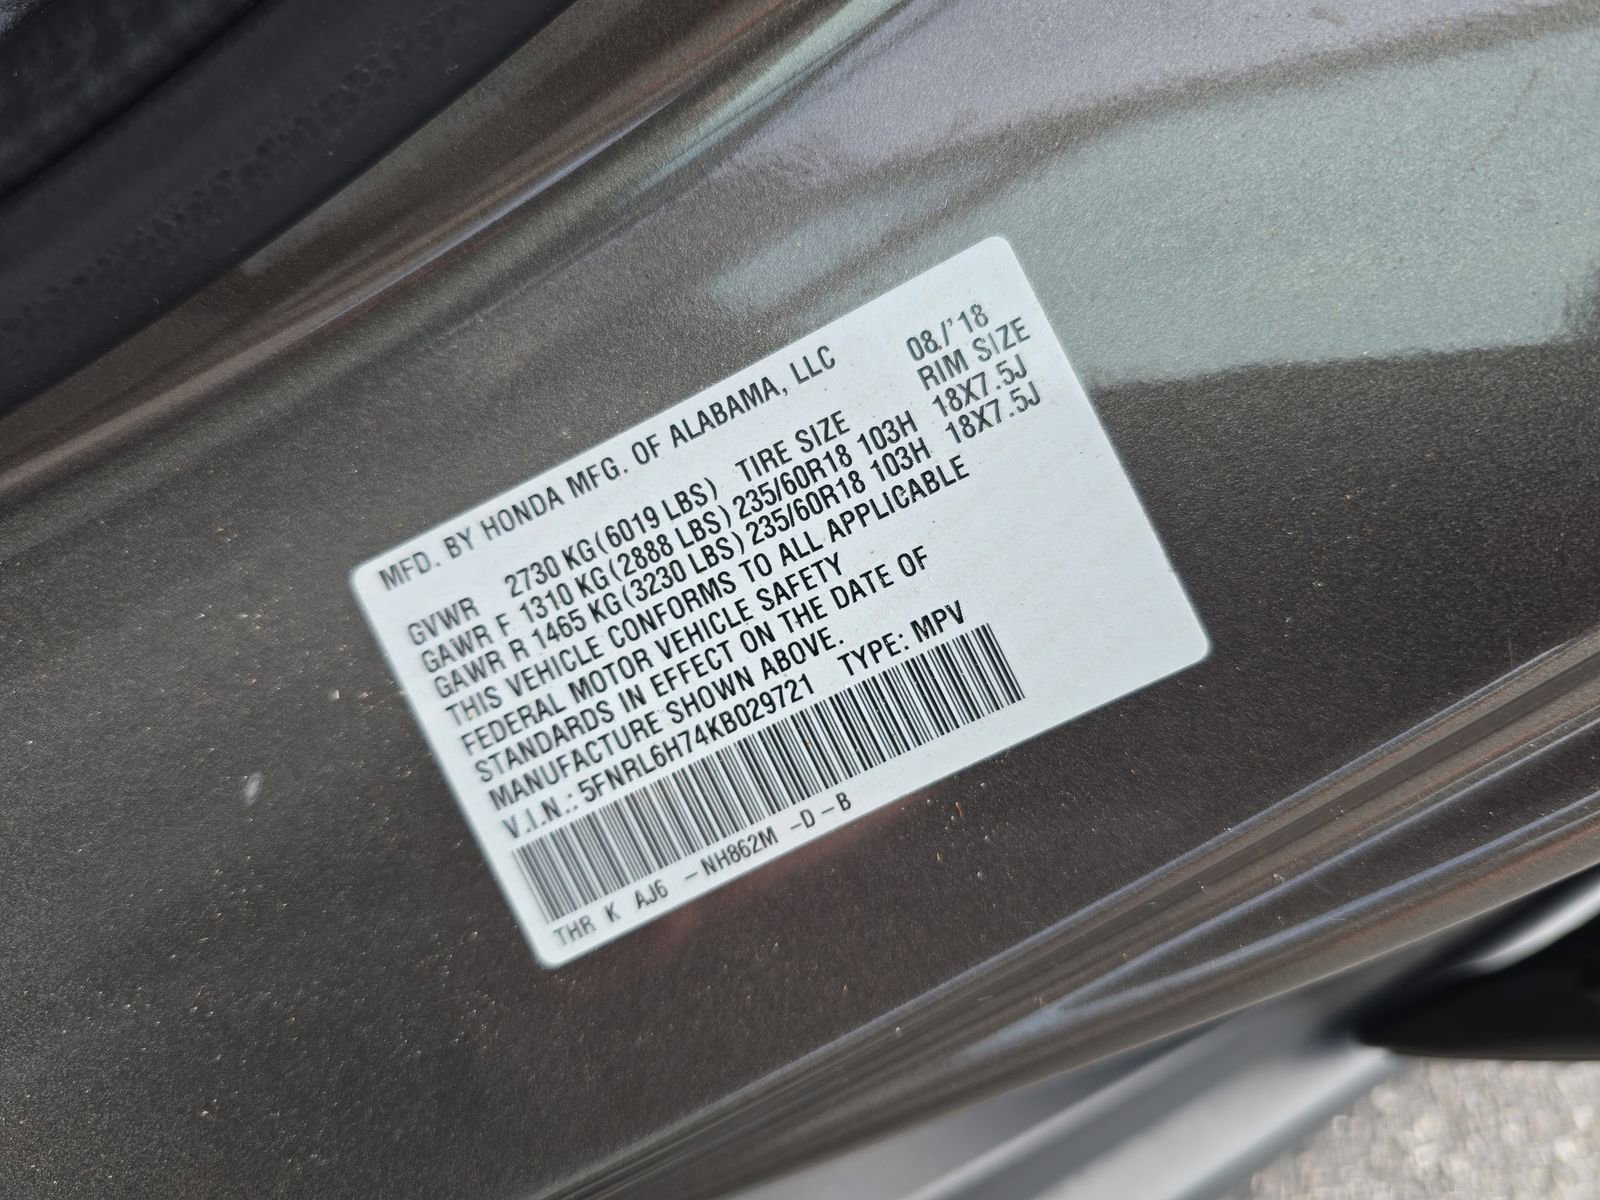 MFD. BY HONDA MFG. OF ALABAMA, LLC 08/'18
GVWR 2730 KG (6019 LBS) TIRE SIZE RIM SIZE
GAWR F 1310 KG (2888 LBS) 235/60R18 103H 18X7.5J
GAWR R 1465 KG (3230 LBS) 235/60R18 103H 18X7.5J
THIS VEHICLE CONFORMS TO ALL APPLICABLE
FEDERAL MOTOR VEHICLE SAFETY
STANDARDS IN EFFECT ON THE DATE OF
MANUFACTURE SHOWN ABOVE.
V.I.N.: 5FNRL6H74KB029721 TYPE: MPV
THR K AJ6 -NH862M -D-B